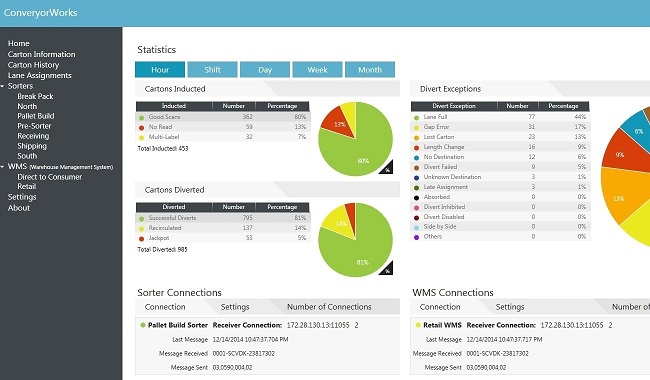 ConveryorWorks
Home
Carton Information
Carton History
Lane Assignments
Sorters
Break Pack
North
Pallet Build
Pre-Sorter
Receiving
Shipping
South
WMS (Warehouse Management System)
Direct to Consumer
Retail
Settings
About
Statistics
Hour Shift Day Week Month
Cartons Inducted
Inducted Number Percentage
Good Scans 362 80%
No Read 59 13%
Multi-Label 32 7%
Total Inducted: 453
13%
80%
%
Cartons Diverted
Diverted Number Percentage
Successful Diverts 795 81%
Recirculated 137 14%
Jackpot 53 5%
Total Diverted: 985
14%
81%
%
Divert Exceptions
Divert Exception Number Percentage
Lane Full 77 44%
Gap Error 31 17%
Lost Carton 23 13%
Length Change 16 9%
No Destination 12 6%
Divert Failed 9 5%
Unknown Destination 3 1%
Late Assignment 3 1%
Absorbed 0 0%
Divert Inhibited 0 0%
Divert Disabled 0 0%
Side by Side 0 0%
Others 0 0%
6%
9%
13%
Sorter Connections
Connection Settings Number of Connections
Pallet Build Sorter Receiver Connection: 172.28.130.13:11055 2
Last Message 12/14/2014 10:47:37.704 PM
Message Received 0001-SCVDK-23817302
Message Sent 03,0590,004,02
WMS Connections
Connection Settings
Retail WMS Receiver Connection: 172.28.130.13:11055 2
Last Message 12/14/2014 10:47:37.717 PM
Message Received 0001-SCVDK-23817302
Message Sent 03,0590,004,02